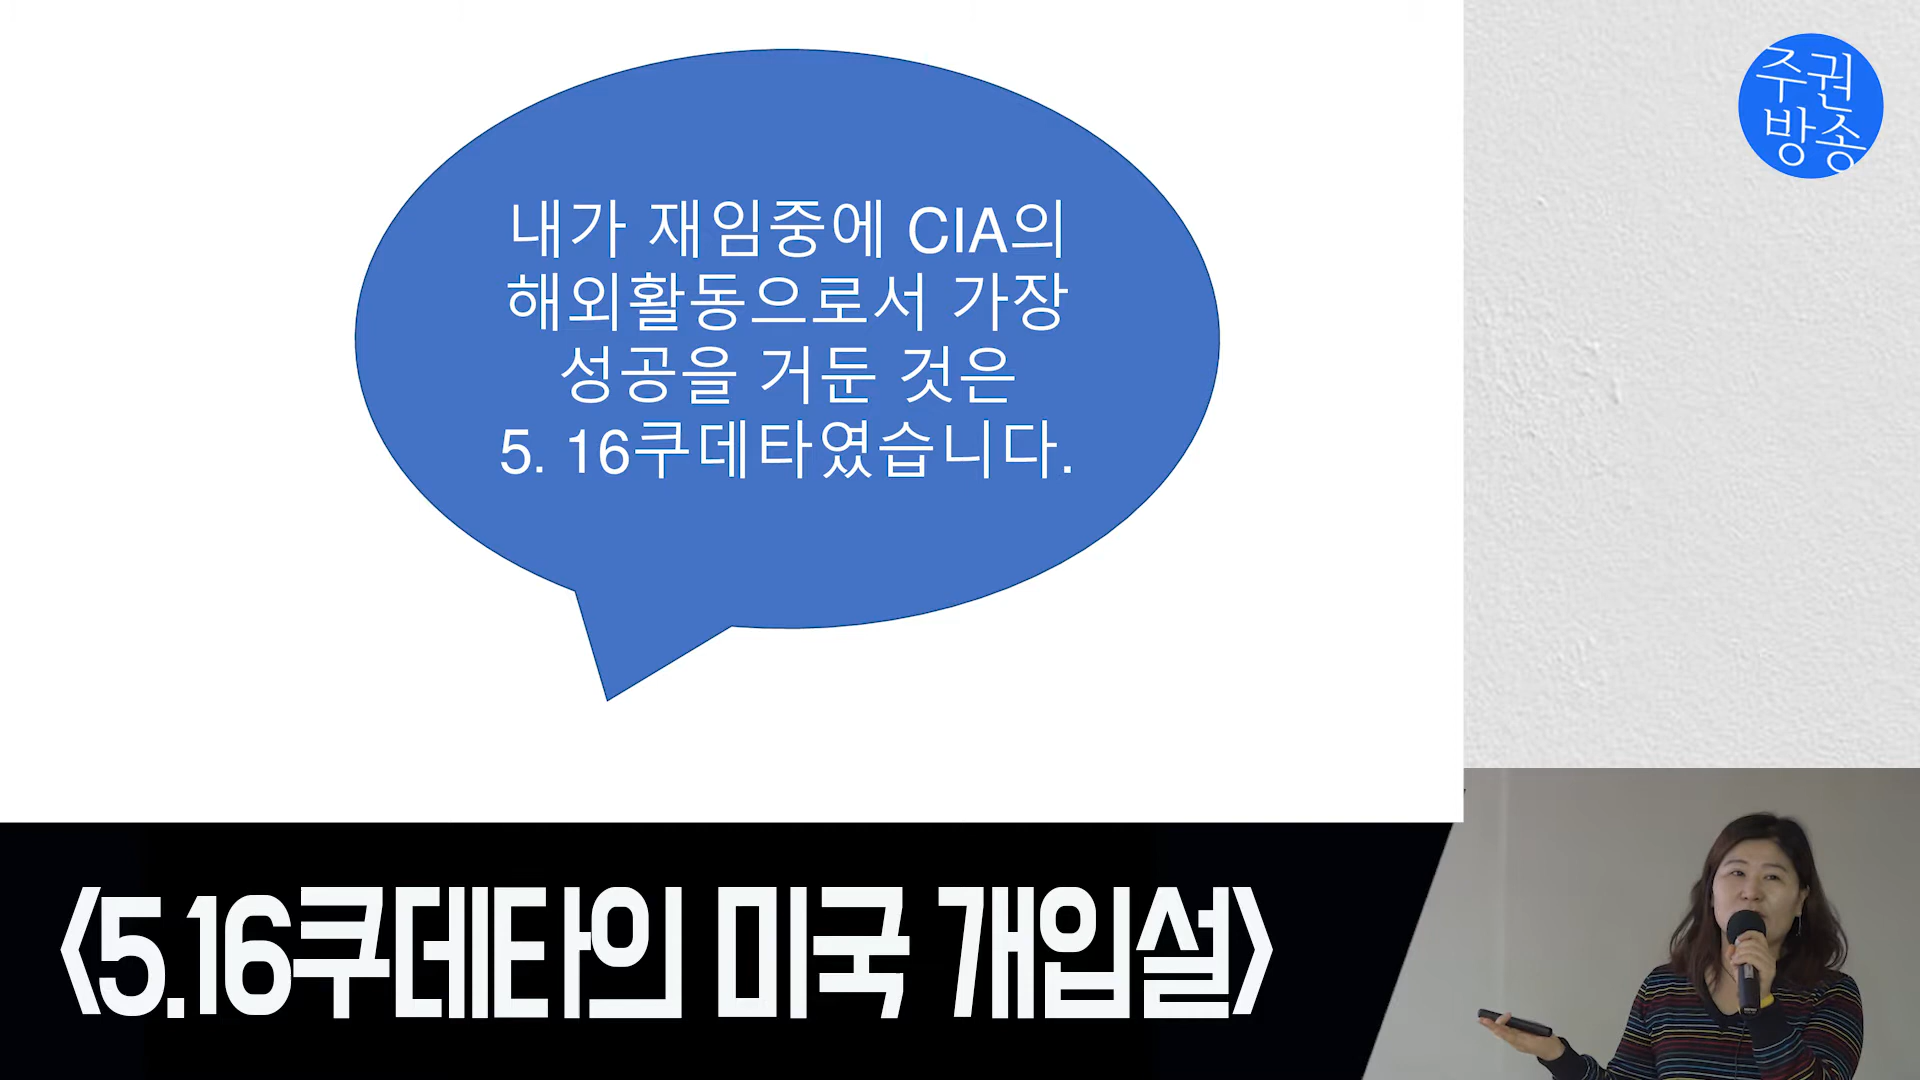 내가 재임중에 CIA의
해외활동으로서 가장
성공을 거둔 것은
5. 16쿠데타였습니다.
주권
방송
<5.16쿠데타의 미국 개입설>